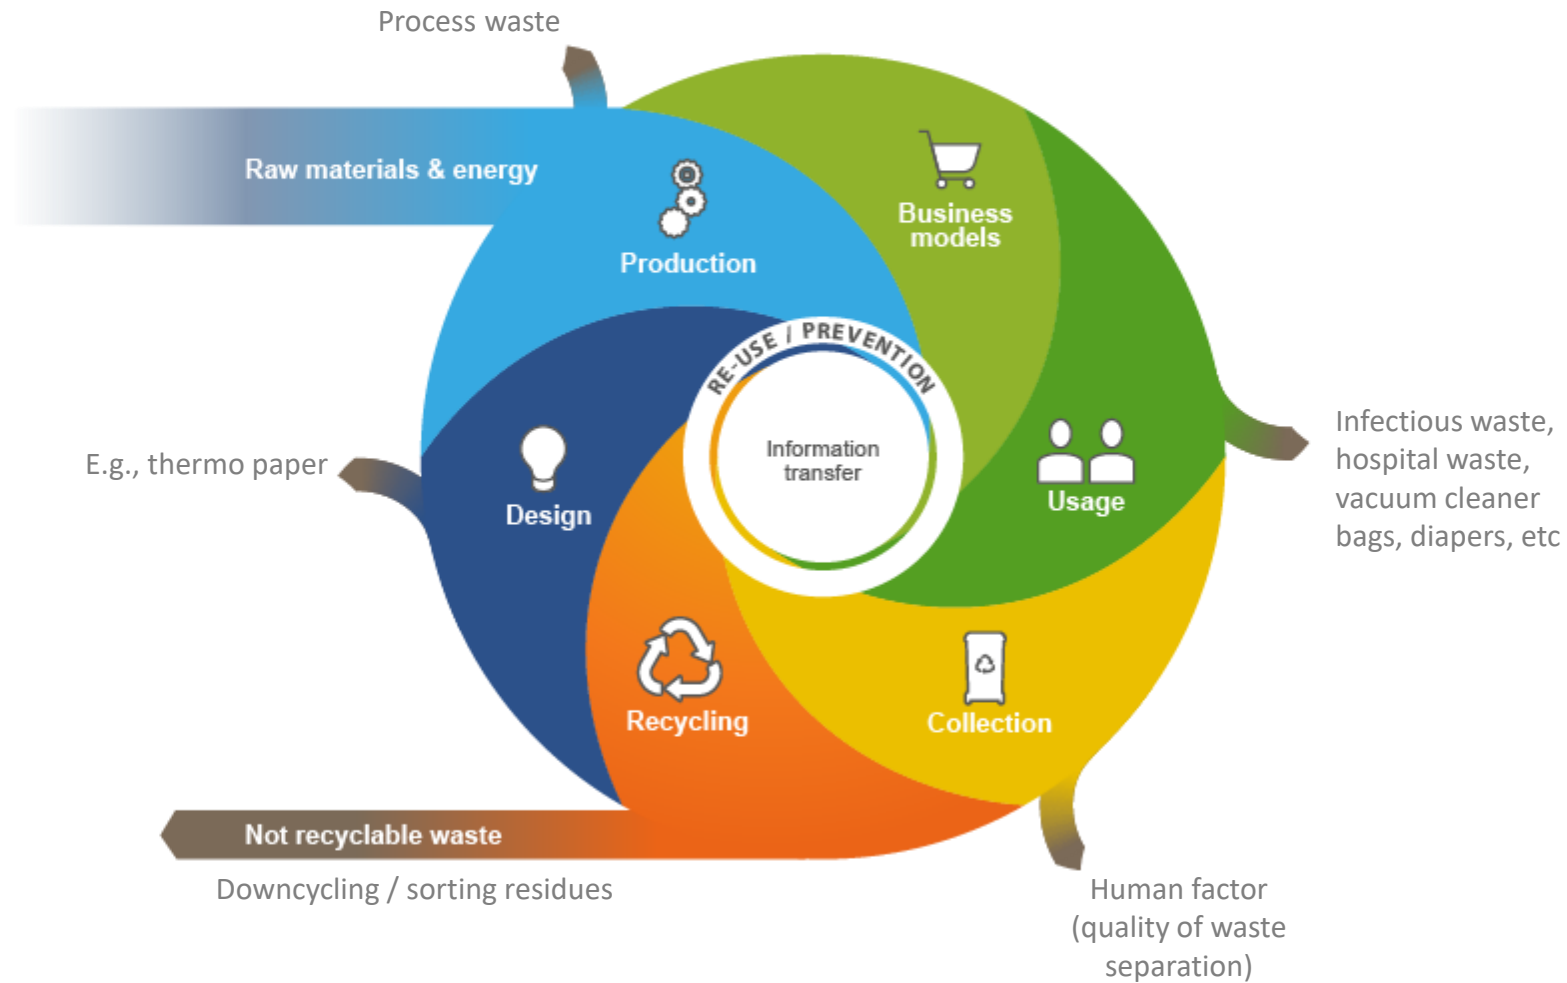 Process waste
Raw materials & energy
Production
Business
models
RE-USE / PREVENTION
Information
transfer
Usage
Infectious waste,
hospital waste,
vacuum cleaner
bags, diapers, etc
E.g., thermo paper
Design
Recycling
Collection
Not recyclable waste
Downcycling / sorting residues
Human factor
(quality of waste
separation)